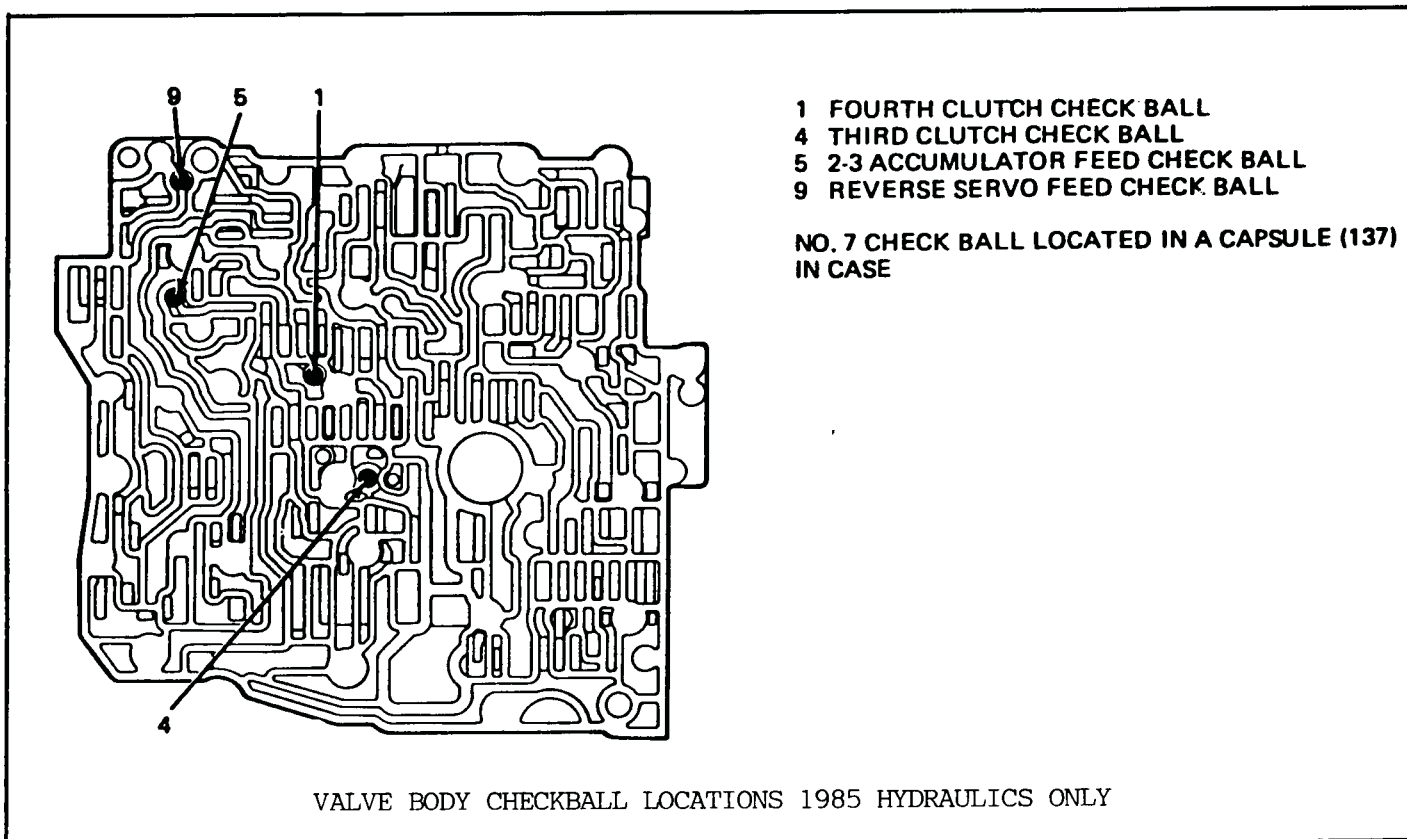 9 5 1
1 FOURTH CLUTCH CHECK BALL
4 THIRD CLUTCH CHECK BALL
5 2-3 ACCUMULATOR FEED CHECK BALL
9 REVERSE SERVO FEED CHECK BALL
NO. 7 CHECK BALL LOCATED IN A CAPSULE (137)
IN CASE
4
VALVE BODY CHECKBALL LOCATIONS 1985 HYDRAULICS ONLY